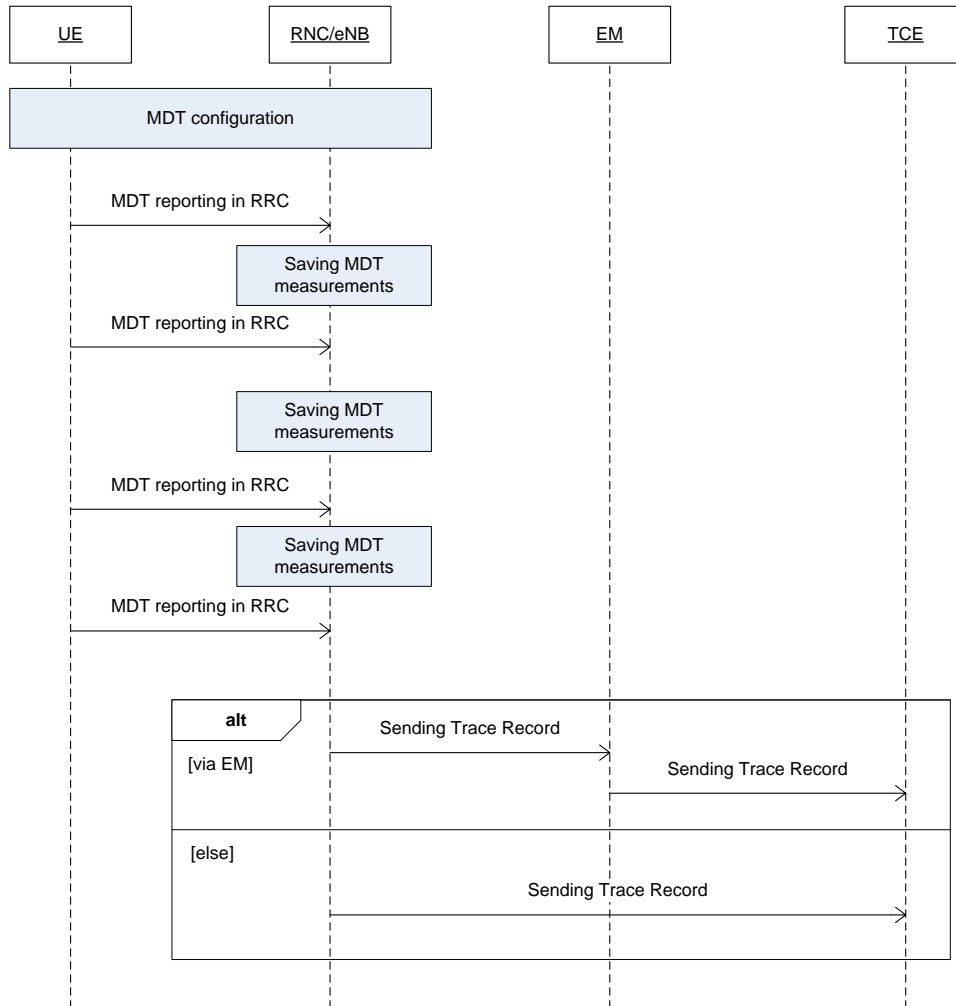 UE
RNC/eNB
EM
TCE
MDT configuration
MDT reporting in RRC
Saving MDT
measurements
MDT reporting in RRC
Saving MDT
measurements
MDT reporting in RRC
Saving MDT
measurements
MDT reporting in RRC
alt
Sending Trace Record
[via EM]
Sending Trace Record
[else]
Sending Trace Record